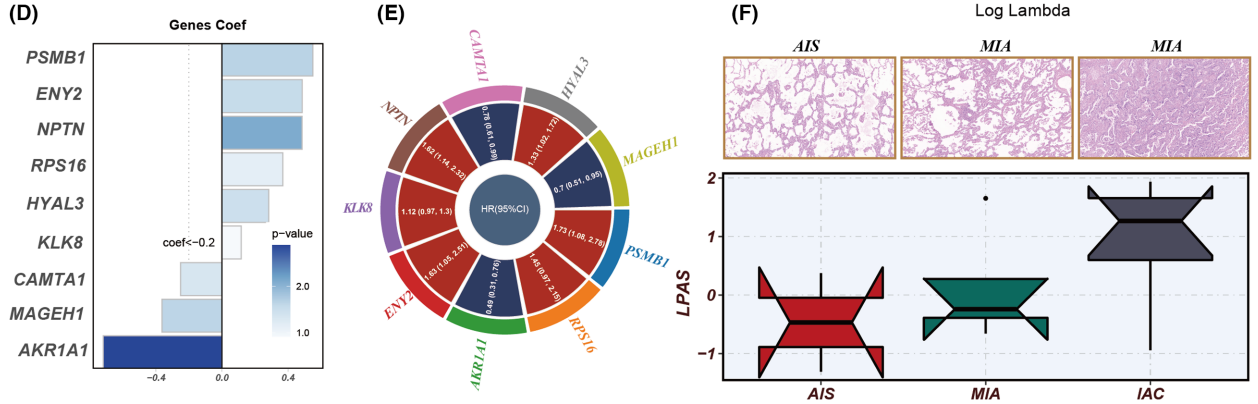 (D)
Genes Coef
PSMB1
ENY2
NPTN
RPS16
HYAL3
KLK8
CAMTA1
MAGEH1
AKR1A1
coef<-0.2
p-value
2.0
1.0
−0.4
0.0
0.4
(E)
CAMTA1
HYAL3
MAGEH1
PSMB1
RPS16
AKR1A1
ENY2
KLK8
NPTN
0.78 (0.61, 0.99)
1.33 (1.02, 1.72)
0.7 (0.51, 0.95)
1.73 (1.08, 2.78)
1.45 (0.97, 2.15)
0.49 (0.31, 0.76)
1.63 (1.05, 2.51)
1.12 (0.97, 1.3)
1.62 (1.14, 2.32)
HR(95%CI)
(F)
Log Lambda
AIS
MIA
MIA
LPAS
2
1
0
−1
AIS
MIA
IAC